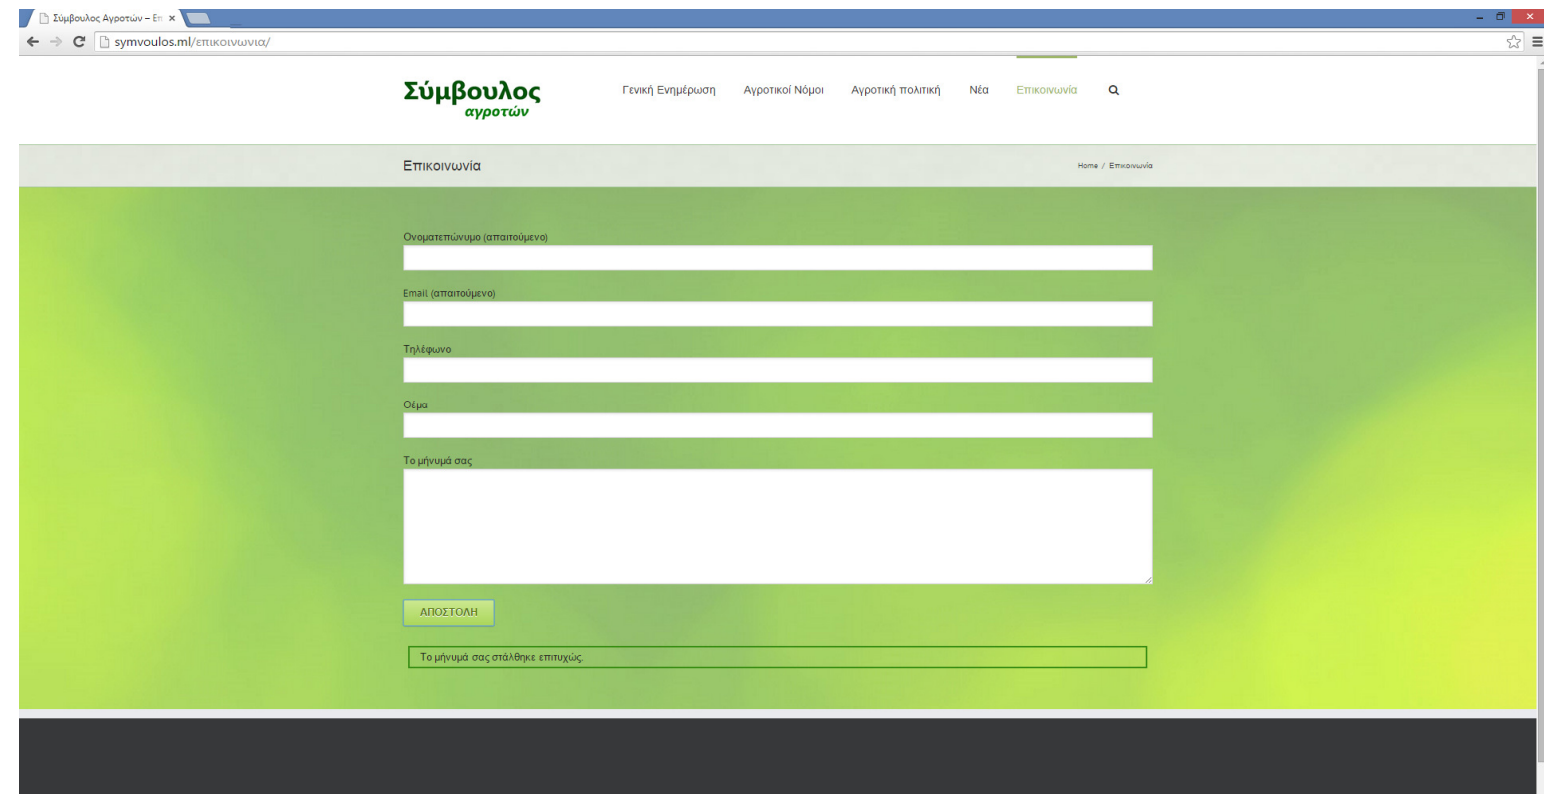 Σύμβουλος Αγροτών – Επ
symvoulos.ml/επικοινωνια/
Σύμβουλος
αγροτών
Γενική Ενημέρωση Αγροτικοί Νόμοι Αγροτική πολιτική Νέα Επικοινωνία
Επικοινωνία
Home / Επικοινωνία
Ονοματεπώνυμο (απαιτούμενο)
Email (απαιτούμενο)
Τηλέφωνο
Θέμα
Το μήνυμά σας
ΑΠΟΣΤΟΛΗ
Το μήνυμά σας στάλθηκε επιτυχώς.